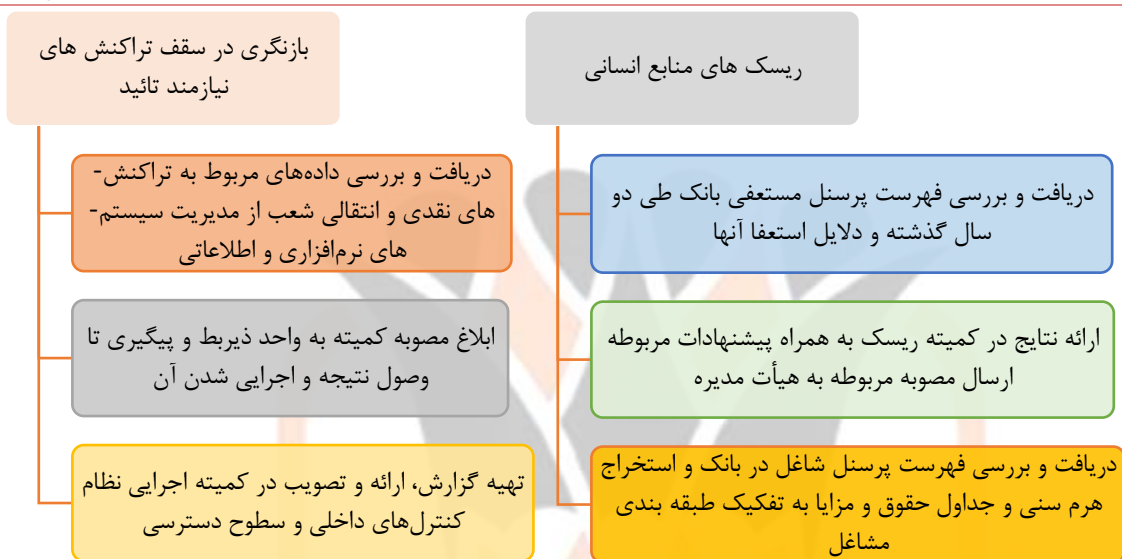 ریسک های منابع انسانی
دریافت و بررسی فهرست پرسنل مستعفی بانک طی دو
سال گذشته و دلایل استعفا آنها
ارائه نتایج در کمیته ریسک به همراه پیشنهادات مربوطه
ارسال مصوبه مربوطه به هیأت مدیره
دریافت و بررسی فهرست پرسنل شاغل در بانک و استخراج
هرم سنی و جداول حقوق و مزایا به تفکیک طبقه بندی
مشاغل
بازنگری در سقف تراکنش های
نیازمند تائید
دریافت و بررسی داده‌های مربوط به تراکنش-
های نقدی و انتقالی شعب از مدیریت سیستم-
های نرم‌افزاری و اطلاعاتی
ابلاغ مصوبه کمیته به واحد ذیربط و پیگیری تا
وصول نتیجه و اجرایی شدن آن
تهیه گزارش، ارائه و تصویب در کمیته اجرایی نظام
کنترل‌های داخلی و سطوح دسترسی